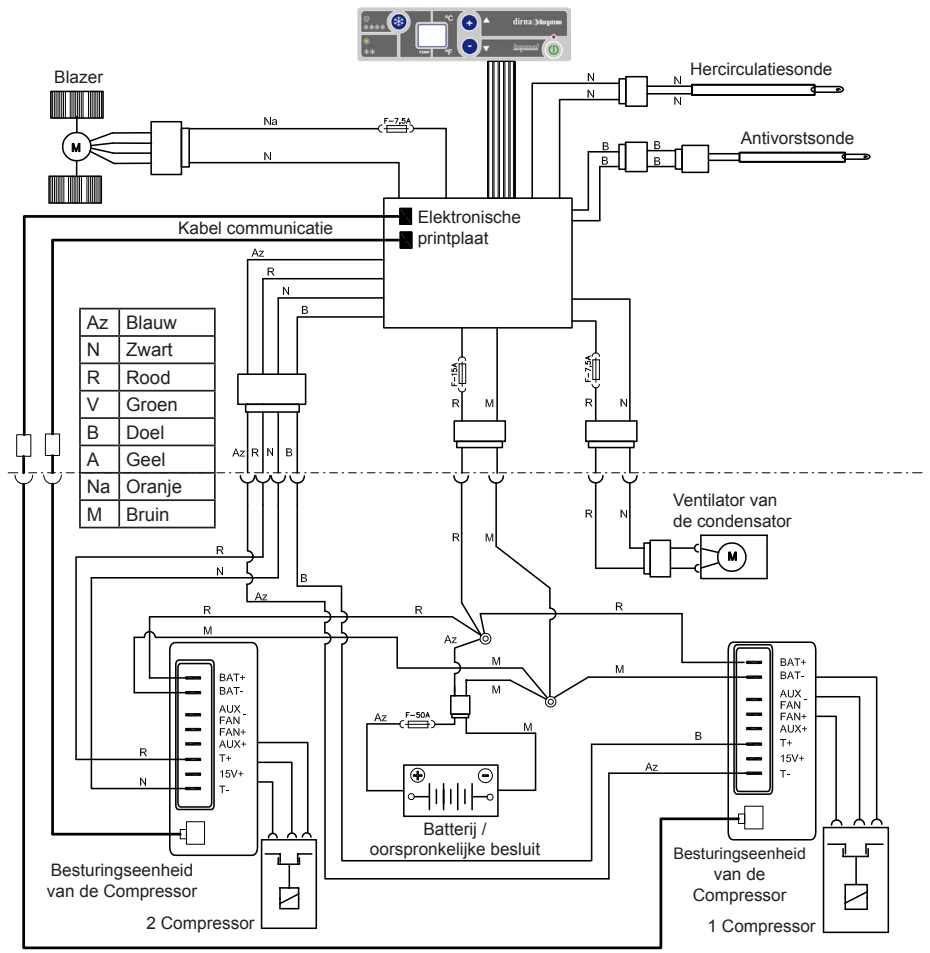 °C
dirna Bergstrom
TEMP
°F
Blazer
Hercirculatiesonde
N
N
N
N
Na
F-7,5A
N
M
Antivorstsonde
B
B
B
B
Elektronische
printplaat
Kabel communicatie
Az
R
N
B
Az Blauw
N Zwart
R Rood
V Groen
B Doel
A Geel
Na Oranje
M Bruin
F-15A
F-7,5A
R
M
R
N
Az
R
N
B
Ventilator van
de condensator
R
N
M
R
M
R
N
B
Az
R
M
Az
R
M
M
M
BAT+
BAT-
AUX -
FAN
FAN+
AUX+
T+
15V+
T-
R
N
Az
F-50A
M
Batterij /
oorspronkelijke besluit
B
Az
BAT+
BAT-
AUX -
FAN
FAN+
AUX+
T+
15V+
T-
Besturingseenheid
van de Compressor
2 Compressor
Besturingseenheid
van de
Compressor
1 Compressor